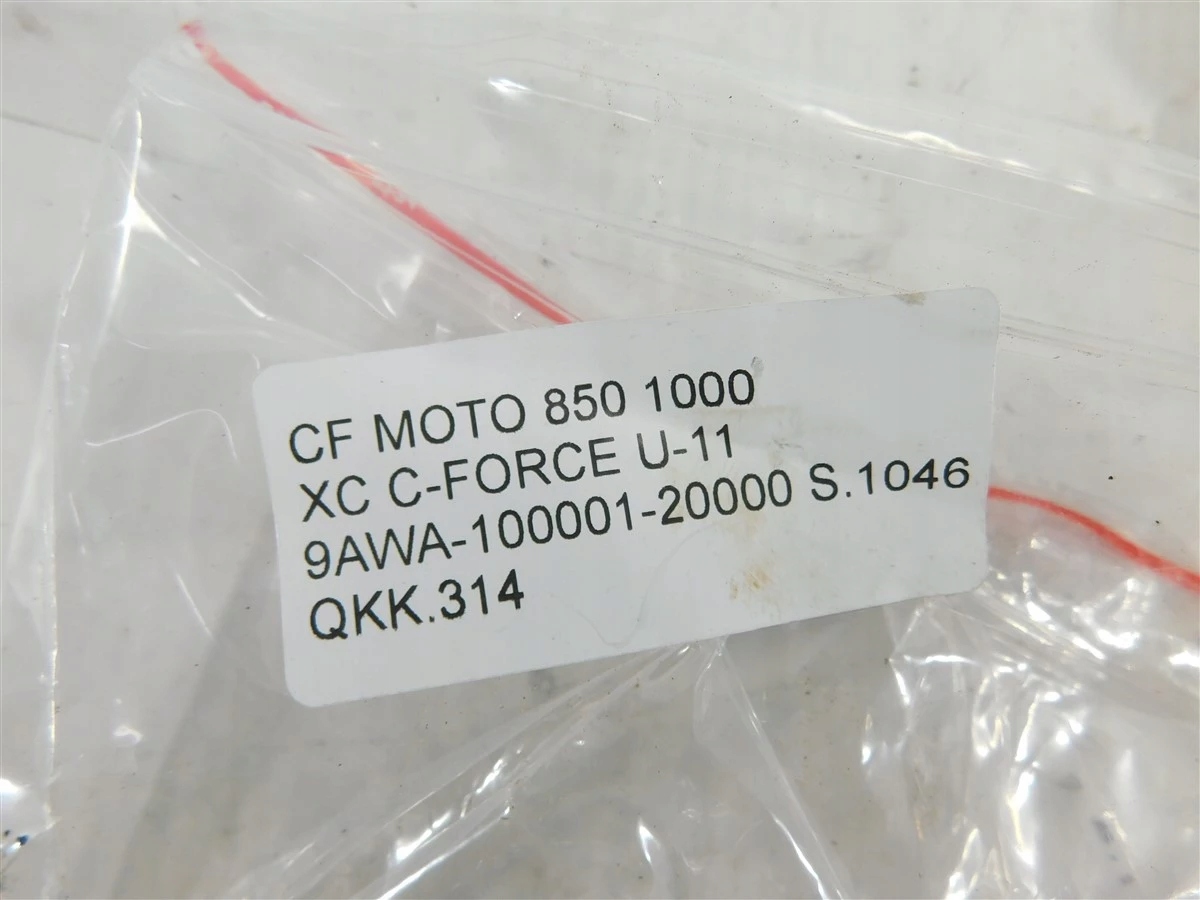 CF MOTO 850 1000
XC C-FORCE U-11
9AWA-100001-20000 S.1046
QKK.314